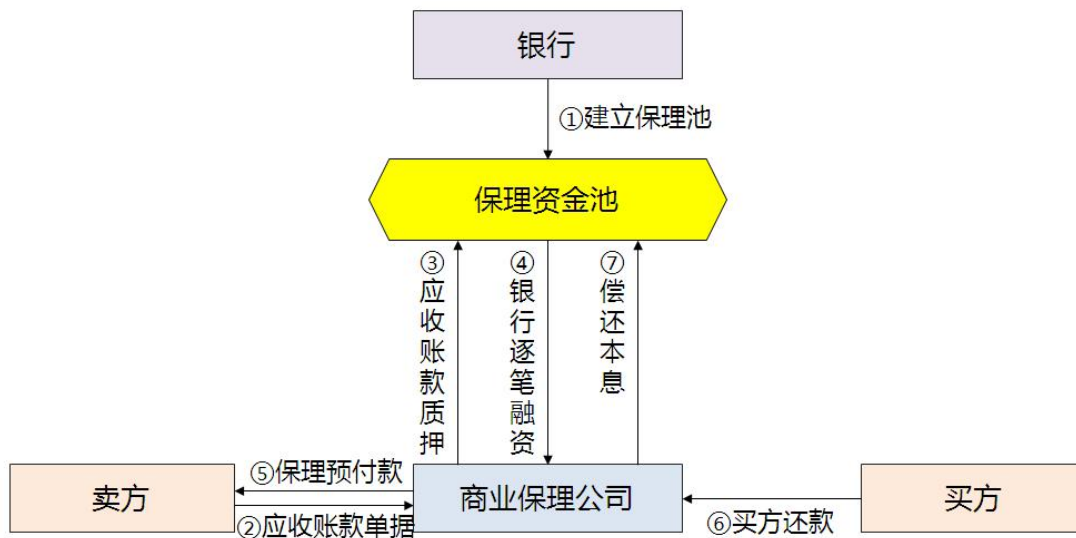 银行
①建立保理池
保理资金池
③应收账款质押
④银行逐笔融资
⑦偿还本息
⑤保理预付款
卖方
商业保理公司
买方
②应收账款单据
⑥买方还款